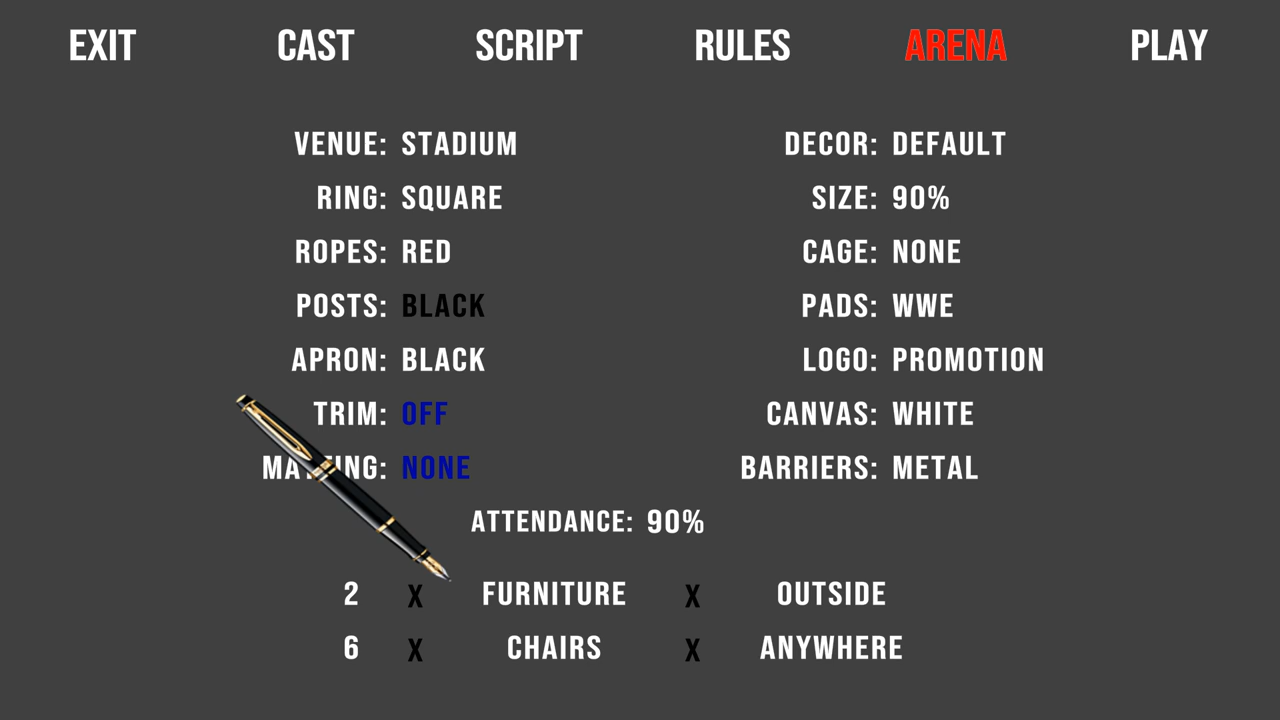 EXIT CAST SCRIPT RULES ARENA PLAY
VENUE: STADIUM DECOR: DEFAULT
RING: SQUARE SIZE: 90%
ROPES: RED CAGE: NONE
POSTS: BLACK PADS: WWE
APRON: BLACK LOGO: PROMOTION
TRIM: OFF CANVAS: WHITE
NONE BARRIERS: METAL
ATTENDANCE: 90%
2 X FURNITURE X OUTSIDE
6 X CHAIRS X ANYWHERE